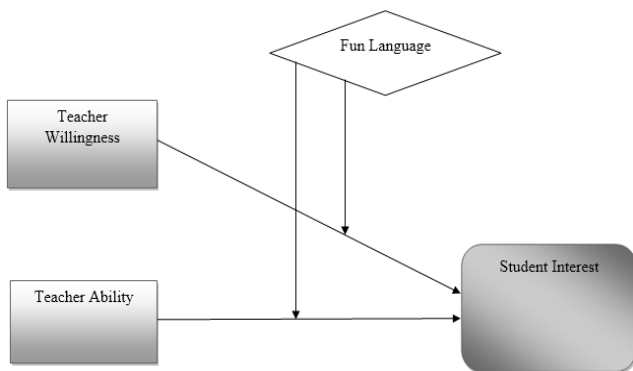 Fun Language
Teacher
Willingness
Student Interest
Teacher Ability